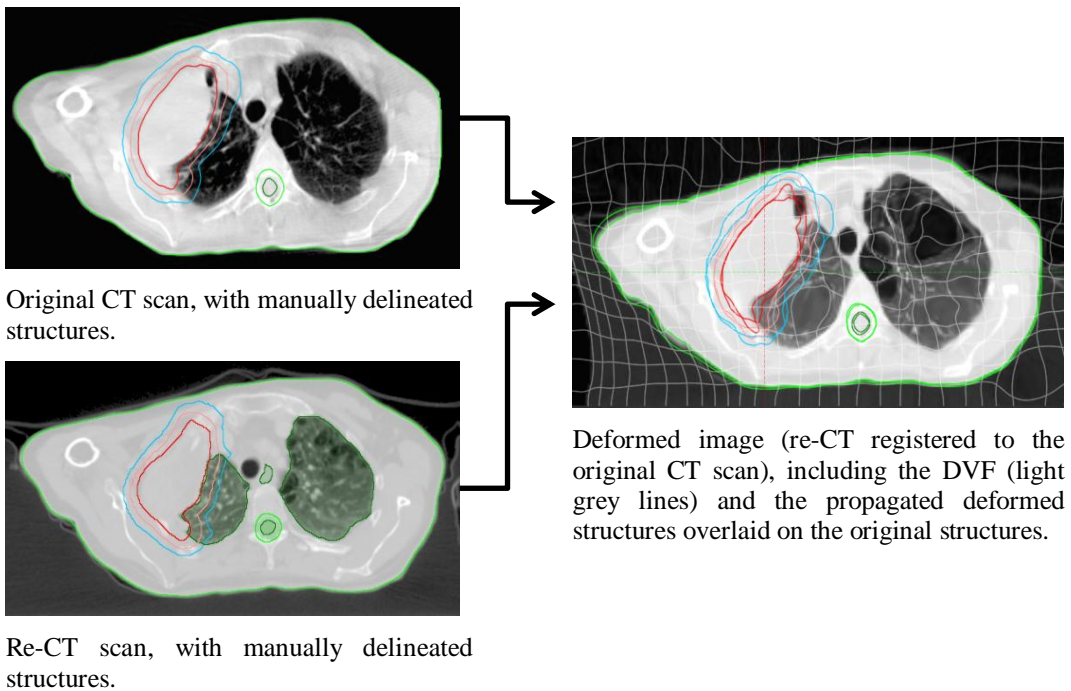 Original CT scan, with manually delineated
structures.
Re-CT scan, with manually delineated
structures.
Deformed image (re-CT registered to the
original CT scan), including the DVF (light
grey lines) and the propagated deformed
structures overlaid on the original structures.